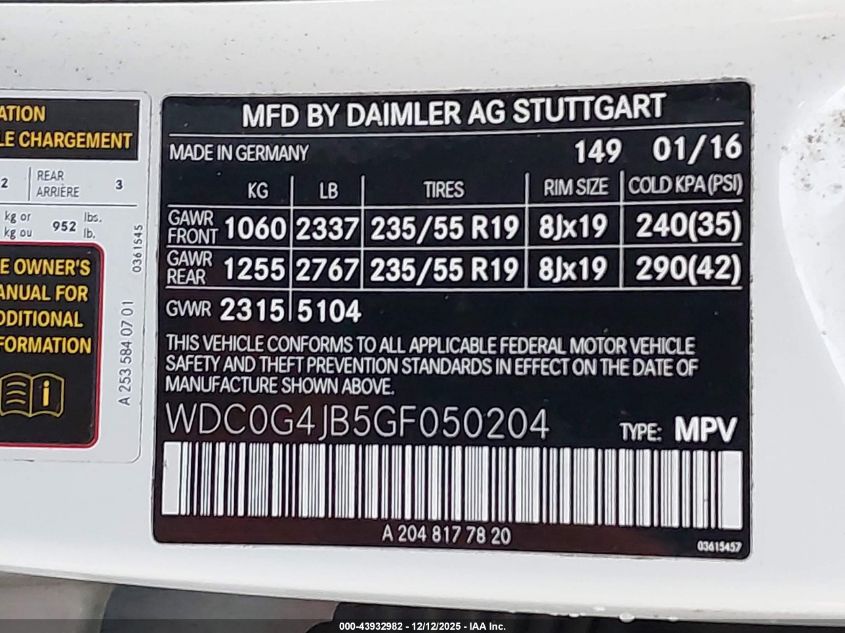 ATION
LE CHARGEMENT
2 REAR ARRIÈRE 3
kg or kg ou 952 lbs. lb.
E OWNER'S
ANUAL FOR
DDITIONAL
FORMATION
0361545
A 253 584 07 01
MFD BY DAIMLER AG STUTTGART
MADE IN GERMANY 149 01/16
KG LB TIRES RIM SIZE COLD KPA (PSI)
GAWR FRONT 1060 2337 235/55 R19 8Jx19 240(35)
GAWR REAR 1255 2767 235/55 R19 8Jx19 290(42)
GVWR 2315 5104
THIS VEHICLE CONFORMS TO ALL APPLICABLE FEDERAL MOTOR VEHICLE
SAFETY AND THEFT PREVENTION STANDARDS IN EFFECT ON THE DATE OF
MANUFACTURE SHOWN ABOVE.
WDC0G4JB5GF050204 TYPE: MPV
A 204 817 78 20
03615457
000-43932982 - 12/12/2025 - IAA Inc.